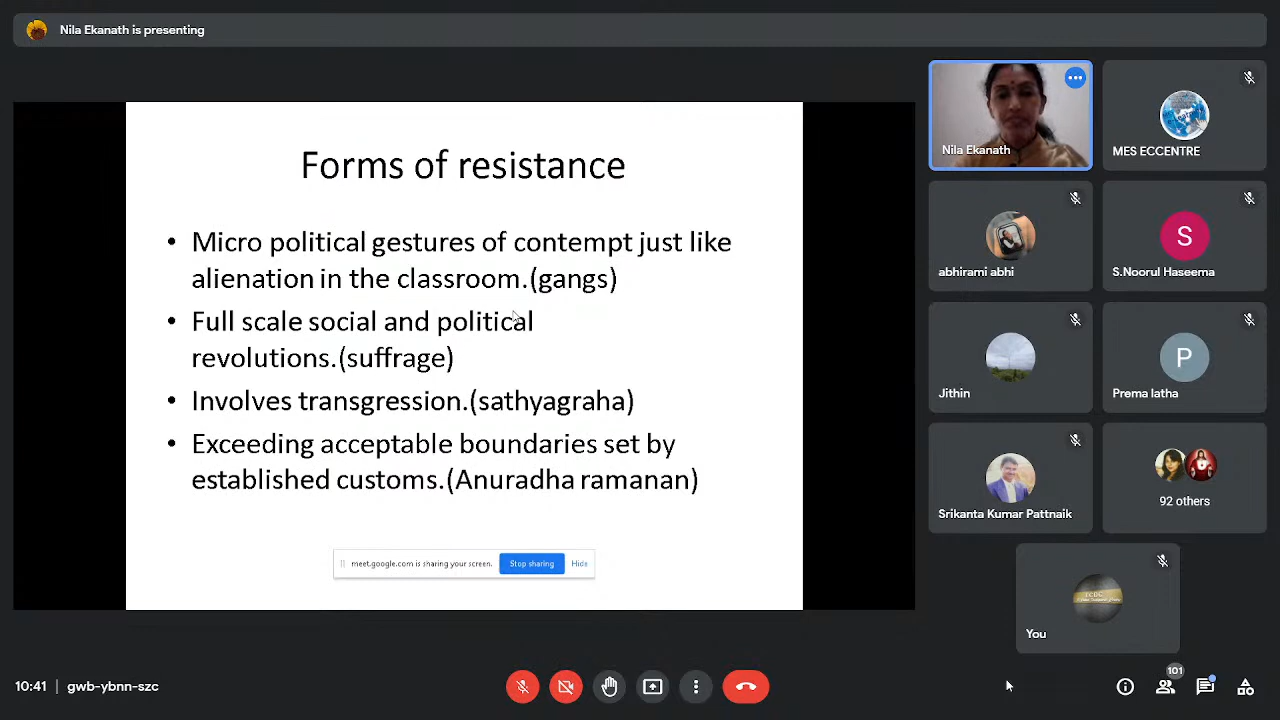 Nila Ekanath is presenting
Forms of resistance
• Micro political gestures of contempt just like
alienation in the classroom.(gangs)
• Full scale social and political
revolutions.(suffrage)
• Involves transgression.(sathyagraha)
• Exceeding acceptable boundaries set by
established customs.(Anuradha ramanan)
meet.google.com is sharing your screen.
Stop sharing
Hide
Nila Ekanath
MES ECCENTRE
abhirami abhi
S
S.Noorul Haseema
Jithin
P
Prema latha
Srikanta Kumar Pattnaik
92 others
You
10:41 | gwb-ybnn-szc
101